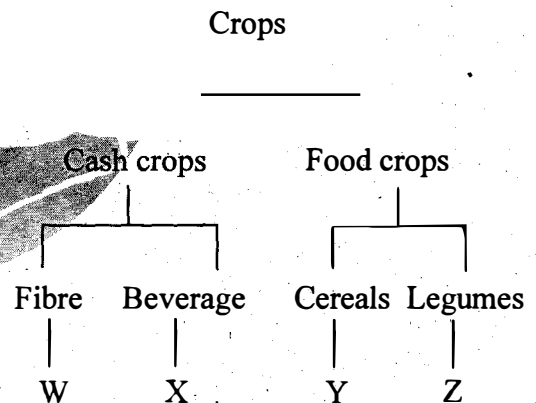 Crops
Cash crops Food crops
Fibre Beverage Cereals Legumes
W X Y Z